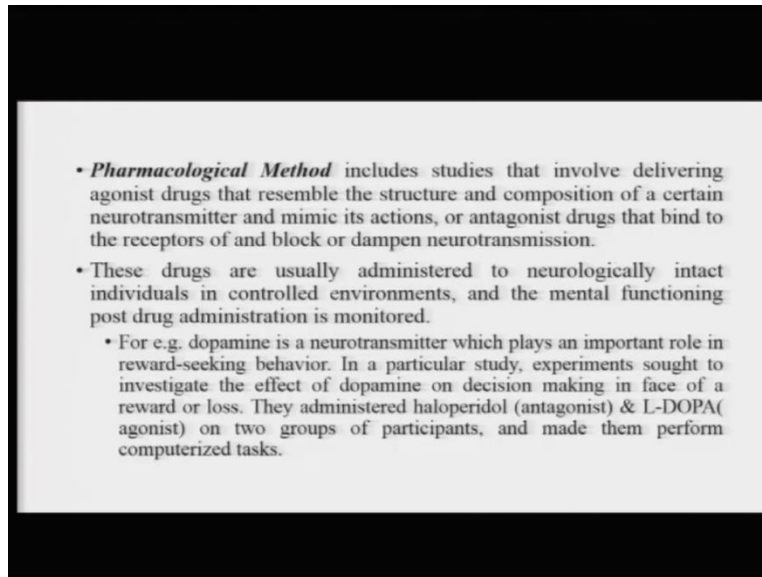 • Pharmacological Method includes studies that involve delivering
agonist drugs that resemble the structure and composition of a certain
neurotransmitter and mimic its actions, or antagonist drugs that bind to
the receptors of and block or dampen neurotransmission.
• These drugs are usually administered to neurologically intact
individuals in controlled environments, and the mental functioning
post drug administration is monitored.
• For e.g. dopamine is a neurotransmitter which plays an important role in
reward-seeking behavior. In a particular study, experiments sought to
investigate the effect of dopamine on decision making in face of a
reward or loss. They administered haloperidol (antagonist) & L-DOPA(
agonist) on two groups of participants, and made them perform
computerized tasks.